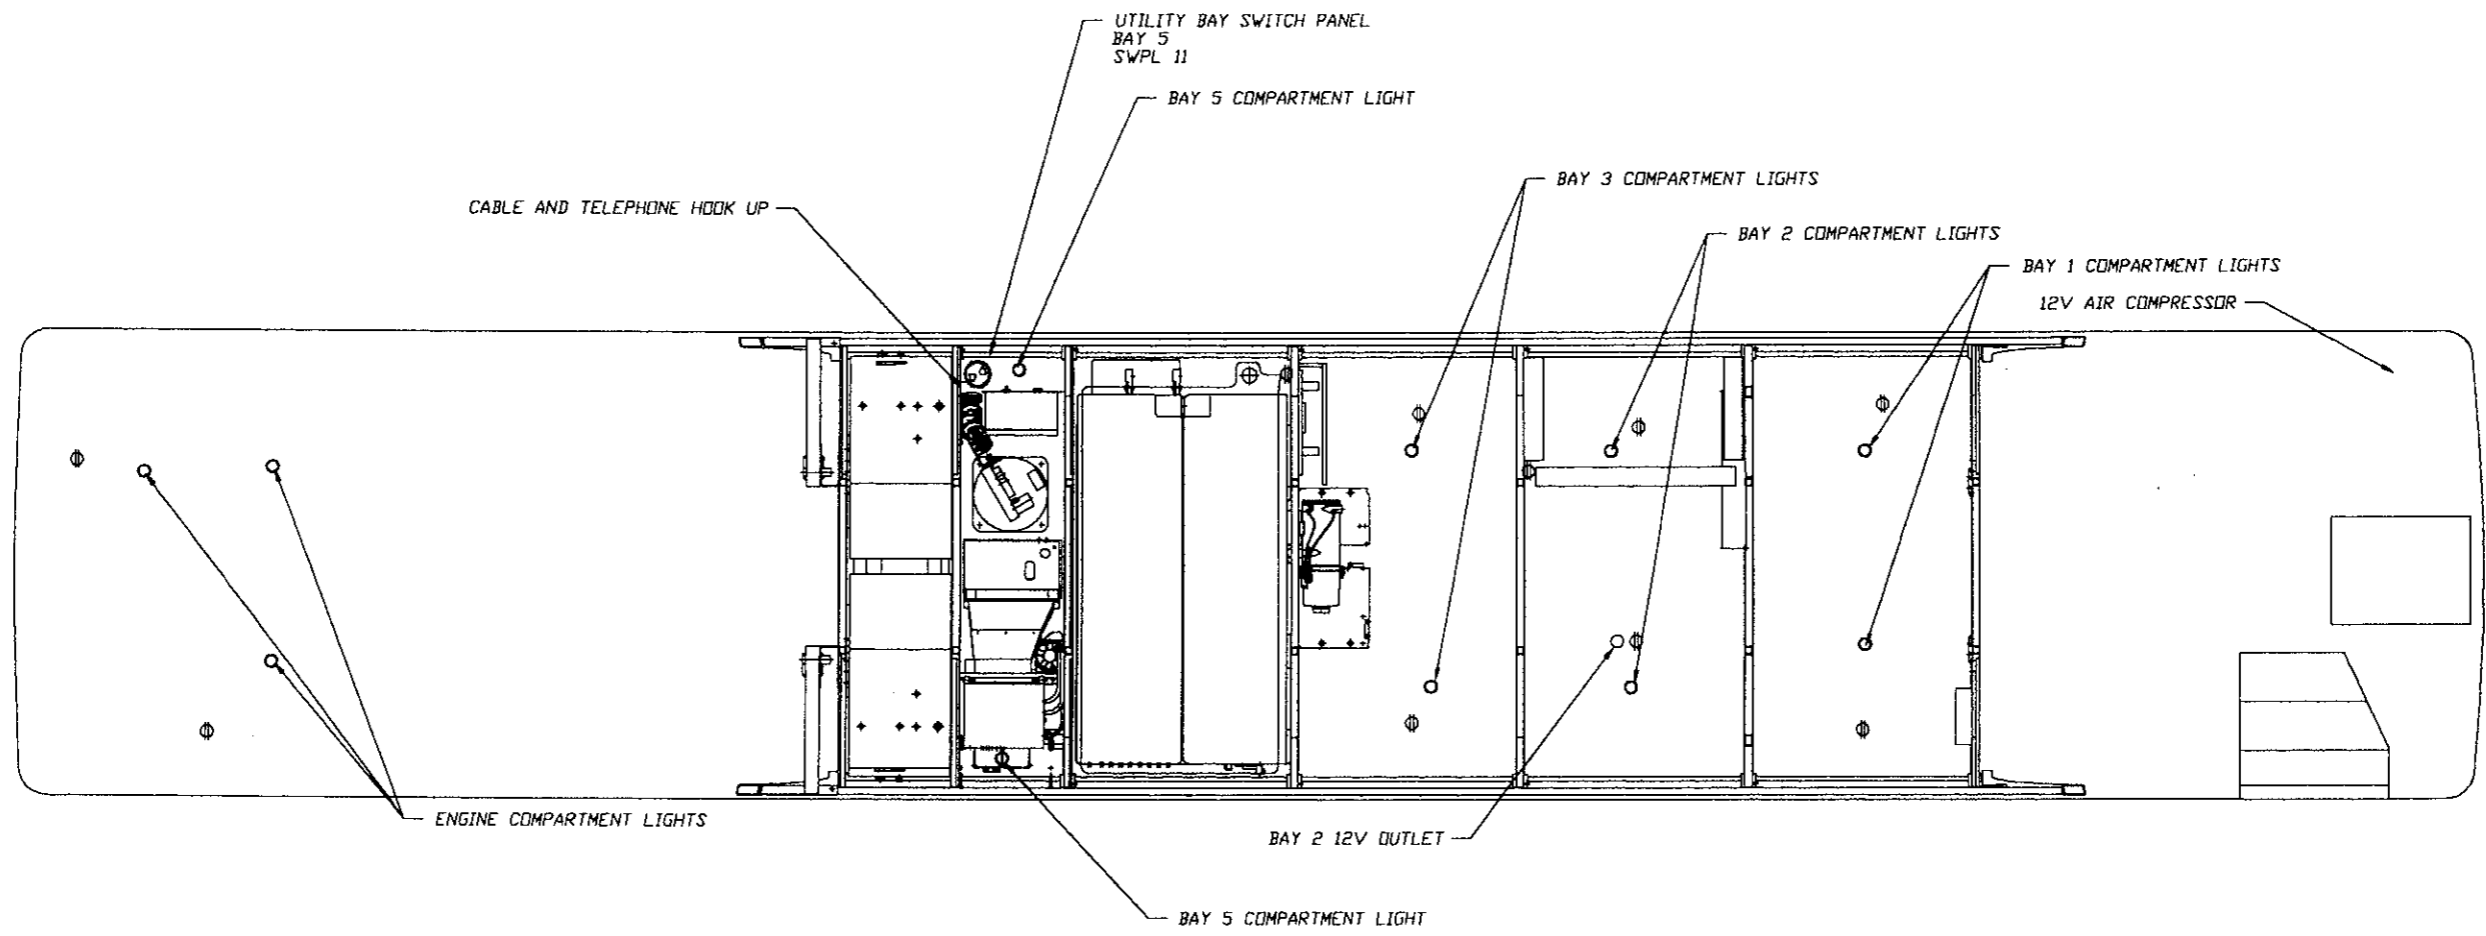 UTILITY BAY SWITCH PANEL
BAY 5
SWPL 11
BAY 5 COMPARTMENT LIGHT
BAY 3 COMPARTMENT LIGHTS
CABLE AND TELEPHONE HOOK UP
BAY 2 COMPARTMENT LIGHTS
BAY 1 COMPARTMENT LIGHTS
12V AIR COMPRESSOR
ENGINE COMPARTMENT LIGHTS
BAY 2 12V OUTLET
BAY 5 COMPARTMENT LIGHT